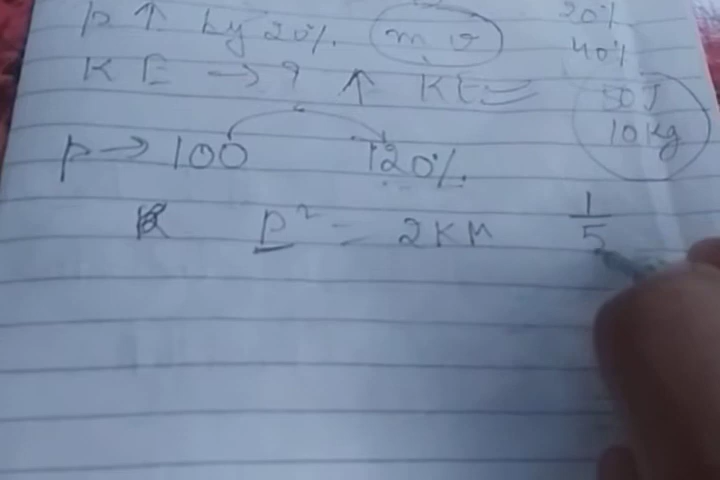 p ↑ by 20%. m, v 20%
40%
KE → ? ↑ KE = 50 J
10 kg
p → 100 120%.
p² = 2KM 1/5